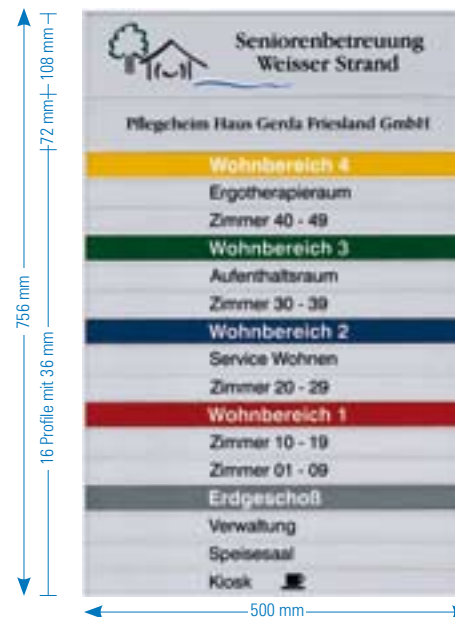 Seniorenbetreuung
Weisser Strand
Pflegeheim Haus Gerda Friesland GmbH
Wohnbereich 4
Ergotherapieraum
Zimmer 40 - 49
Wohnbereich 3
Aufenthaltsraum
Zimmer 30 - 39
Wohnbereich 2
Service Wohnen
Zimmer 20 - 29
Wohnbereich 1
Zimmer 10 - 19
Zimmer 01 - 09
Erdgeschoß
Verwaltung
Speisesaal
Kiosk
756 mm
108 mm
72 mm
16 Profile mit 36 mm
500 mm